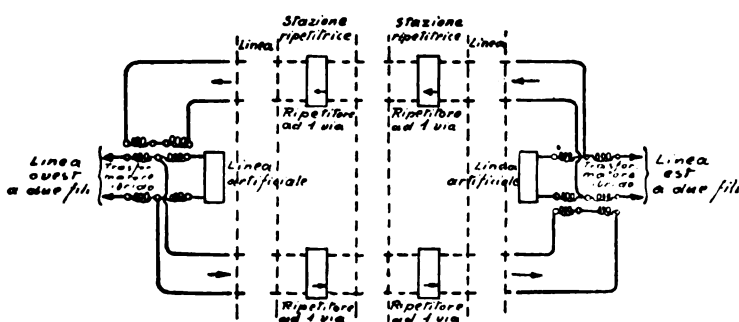 Stazione
ripetitrice
stazione
ripetitrice
Linea
Linea
Ripetitore
ad 1 via
Ripetitore
ad 1 via
Linea
ovest
a due fili
Trasfor
matore
ibrido
Linea
artificiale
Linea
artificiale
Trasfor
matore
ibrido
Linea
est
a due fili
Ripetitore
ad 1 via
Ripetitore
ad 1 via